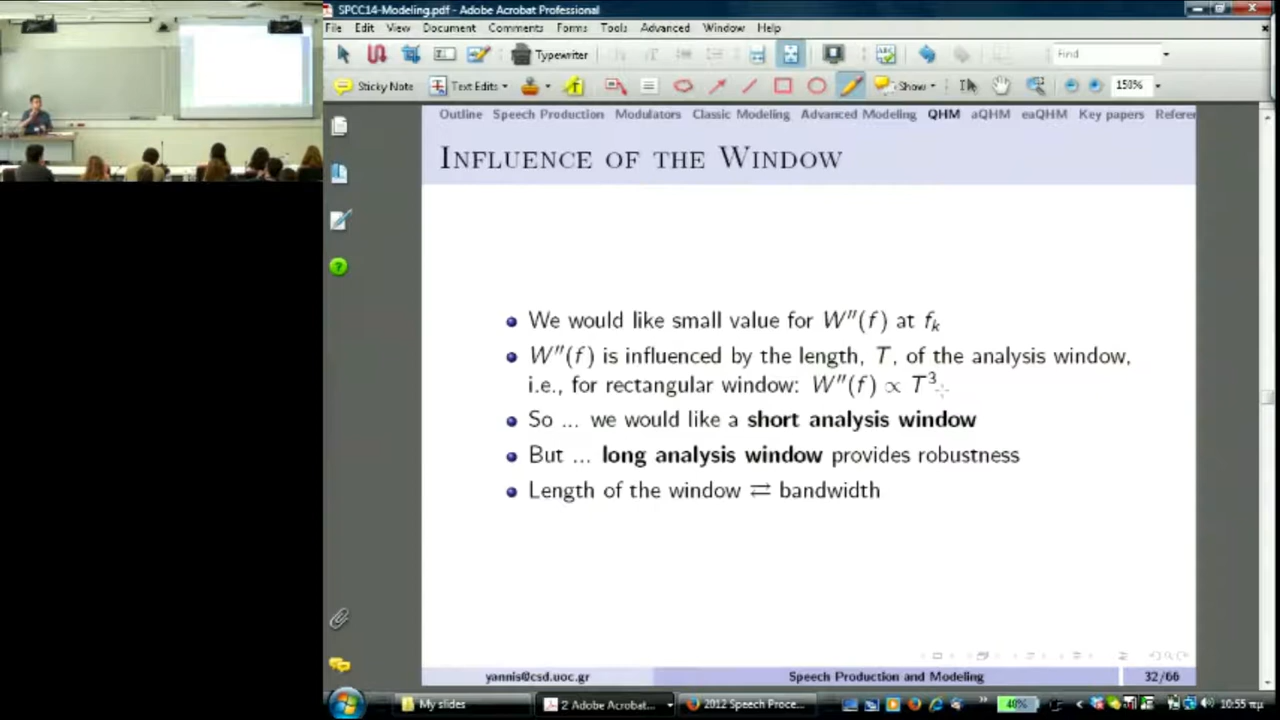 SPCC14-Modeling.pdf - Adobe Acrobat Professional
File Edit View Document Comments Forms Tools Advanced Window Help
Typewriter Find
Sticky Note Text Edits Show 150%
Outline Speech Production Modulators Classic Modeling Advanced Modeling QHM aQHM eaQHM Key papers Referen
INFLUENCE OF THE WINDOW
We would like small value for W″(f) at fₖ
W″(f) is influenced by the length, T, of the analysis window,
i.e., for rectangular window: W″(f) ∝ T³
So ... we would like a short analysis window
But ... long analysis window provides robustness
Length of the window ⇄ bandwidth
yannis@csd.uoc.gr Speech Production and Modeling 32/66
My slides 2 Adobe Acrobat... 2012 Speech Proce... 40% 10:55 πμ